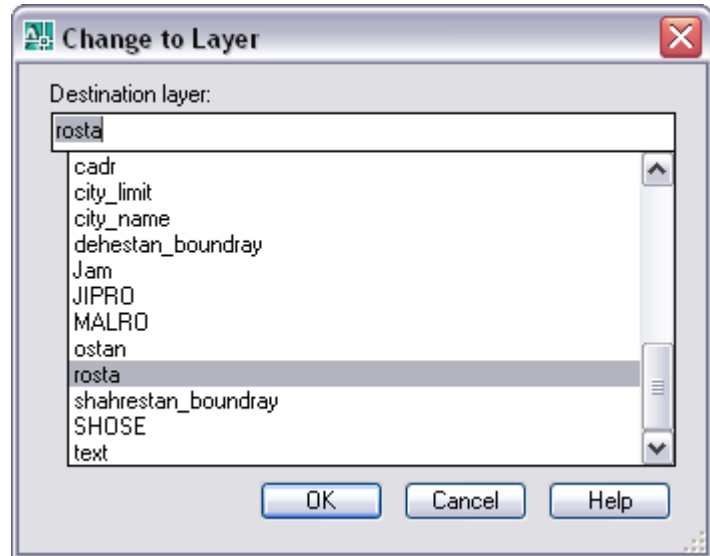 Change to Layer
Destination layer:
rosta
cadr
city_limit
city_name
dehestan_boundray
Jam
JIPRO
MALRO
ostan
rosta
shahrestan_boundray
SHOSE
text
OK Cancel Help